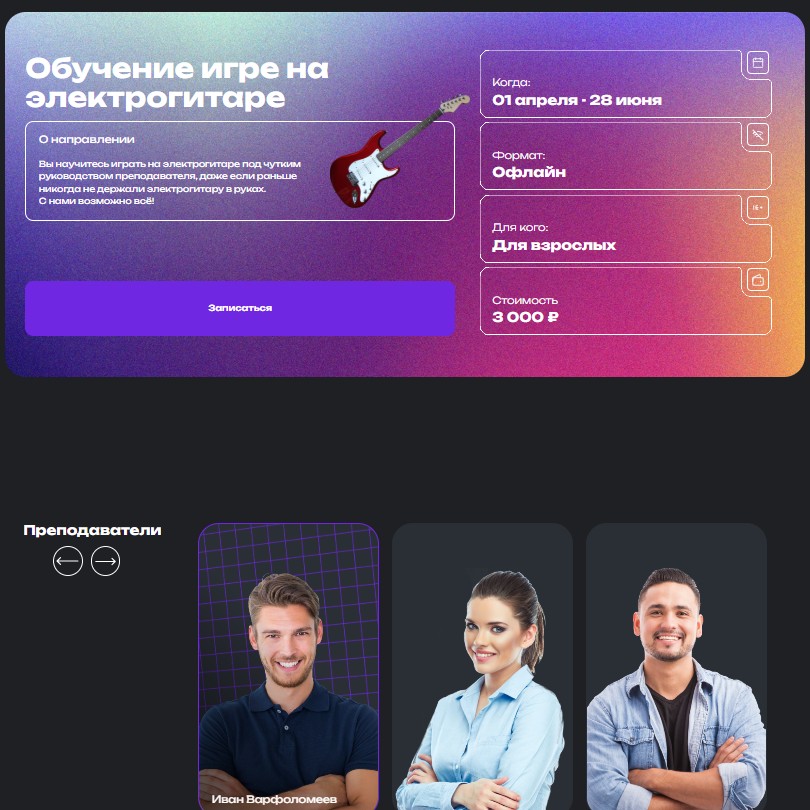 Обучение игре на
электрогитаре
О направлении
Вы научитесь играть на электрогитаре под чутким
руководством преподавателя, даже если раньше
никогда не держали электрогитару в руках.
С нами возможно всё!
Записаться
Когда:
01 апреля - 28 июня
Формат:
Офлайн
16+
Для кого:
Для взрослых
Стоимость
3 000 ₽
Преподаватели
Иван Варфоломеев